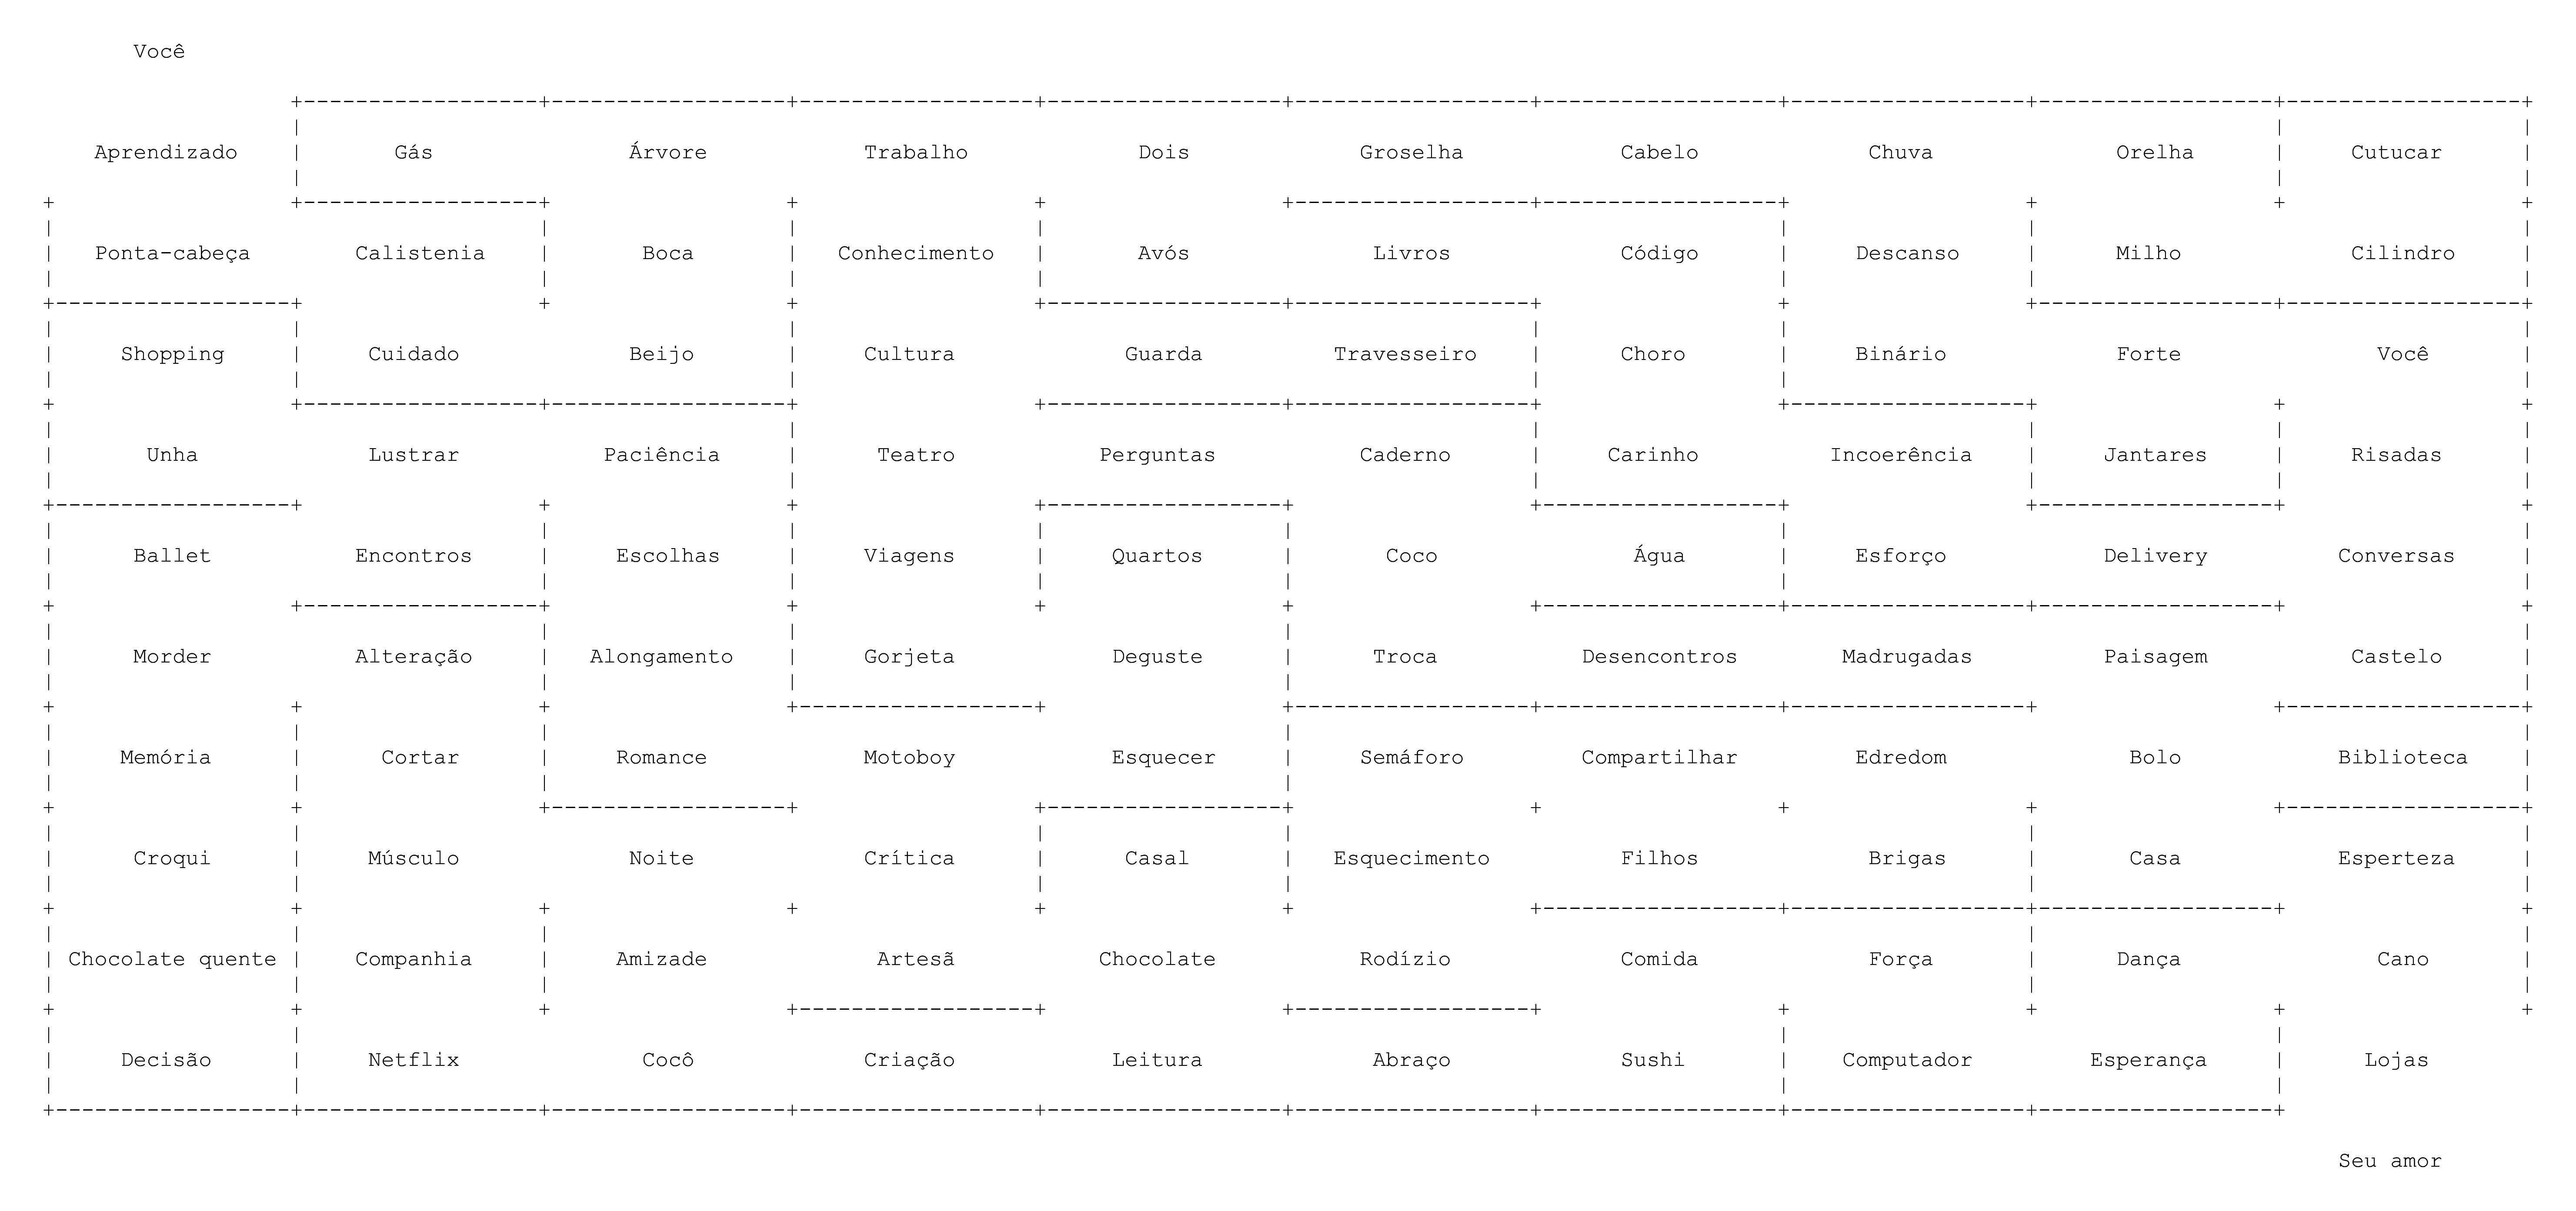 Você
Aprendizado Gás Árvore Trabalho Dois Groselha Cabelo Chuva Orelha Cutucar
Ponta-cabeça Calistenia Boca Conhecimento Avós Livros Código Descanso Milho Cilindro
Shopping Cuidado Beijo Cultura Guarda Travesseiro Choro Binário Forte Você
Unha Lustrar Paciência Teatro Perguntas Caderno Carinho Incoerência Jantares Risadas
Ballet Encontros Escolhas Viagens Quartos Coco Água Esforço Delivery Conversas
Morder Alteração Alongamento Gorjeta Deguste Troca Desencontros Madrugadas Paisagem Castelo
Memória Cortar Romance Motoboy Esquecer Semáforo Compartilhar Edredom Bolo Biblioteca
Croqui Músculo Noite Crítica Casal Esquecimento Filhos Brigas Casa Esperteza
Chocolate quente Companhia Amizade Artesã Chocolate Rodízio Comida Força Dança Cano
Decisão Netflix Cocô Criação Leitura Abraço Sushi Computador Esperança Lojas
Seu amor